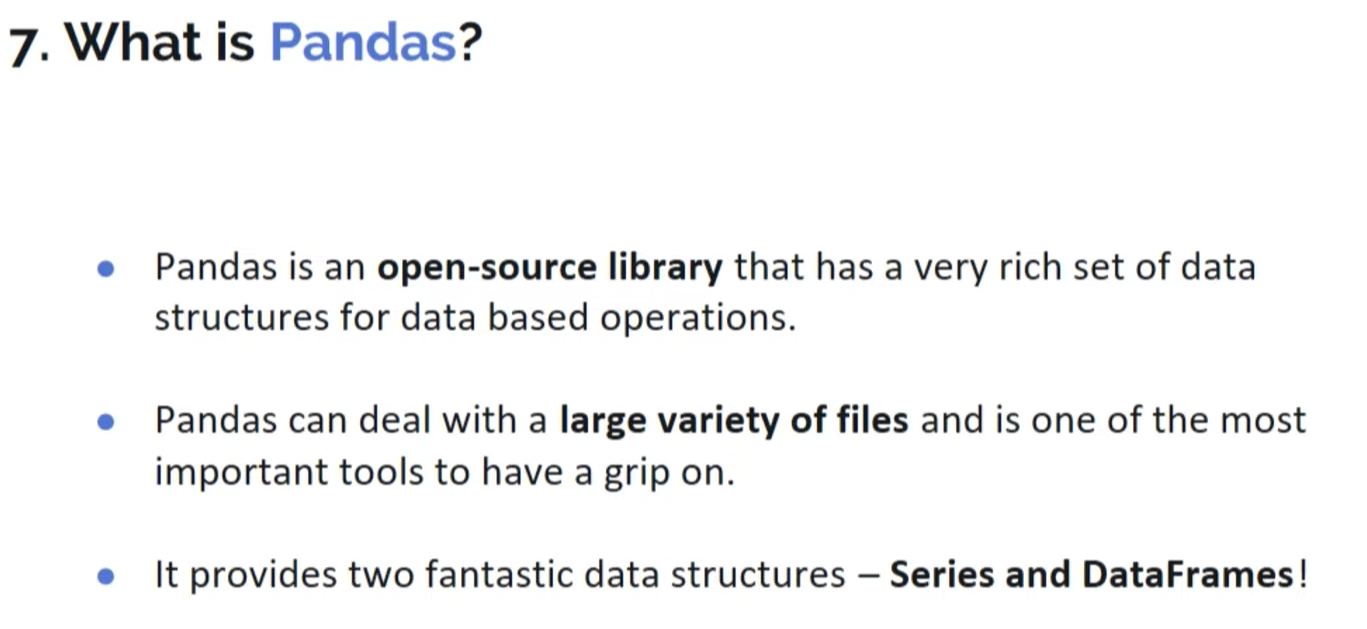 7. What is Pandas?
• Pandas is an open-source library that has a very rich set of data
structures for data based operations.
• Pandas can deal with a large variety of files and is one of the most
important tools to have a grip on.
• It provides two fantastic data structures – Series and DataFrames!